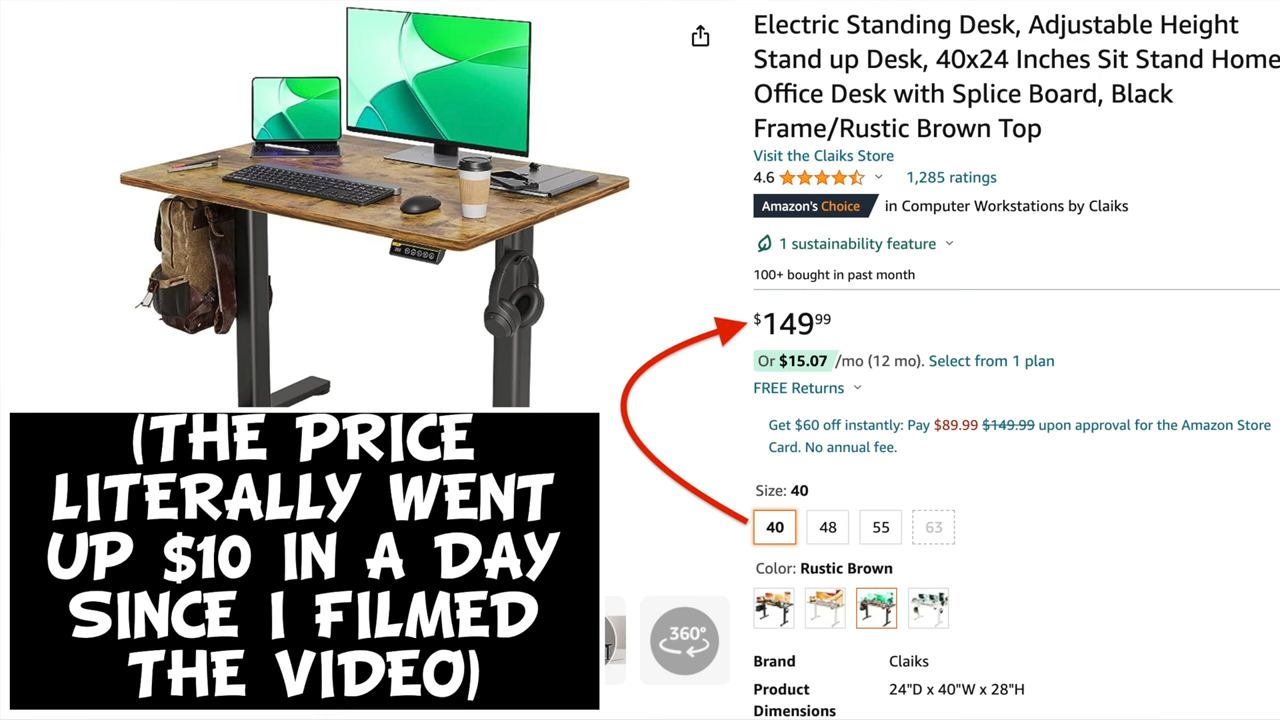 Electric Standing Desk, Adjustable Height
Stand up Desk, 40x24 Inches Sit Stand Home
Office Desk with Splice Board, Black
Frame/Rustic Brown Top
Visit the Claiks Store
4.6 1,285 ratings
Amazon's Choice in Computer Workstations by Claiks
1 sustainability feature
100+ bought in past month
$14999
Or $15.07 /mo (12 mo). Select from 1 plan
FREE Returns
Get $60 off instantly: Pay $89.99 $149.99 upon approval for the Amazon Store
Card. No annual fee.
Size: 40
40 48 55 63
Color: Rustic Brown
Brand Claiks
Product 24"D x 40"W x 28"H
Dimensions
(THE PRICE
LITERALLY WENT
UP $10 IN A DAY
SINCE I FILMED
THE VIDEO)
360°